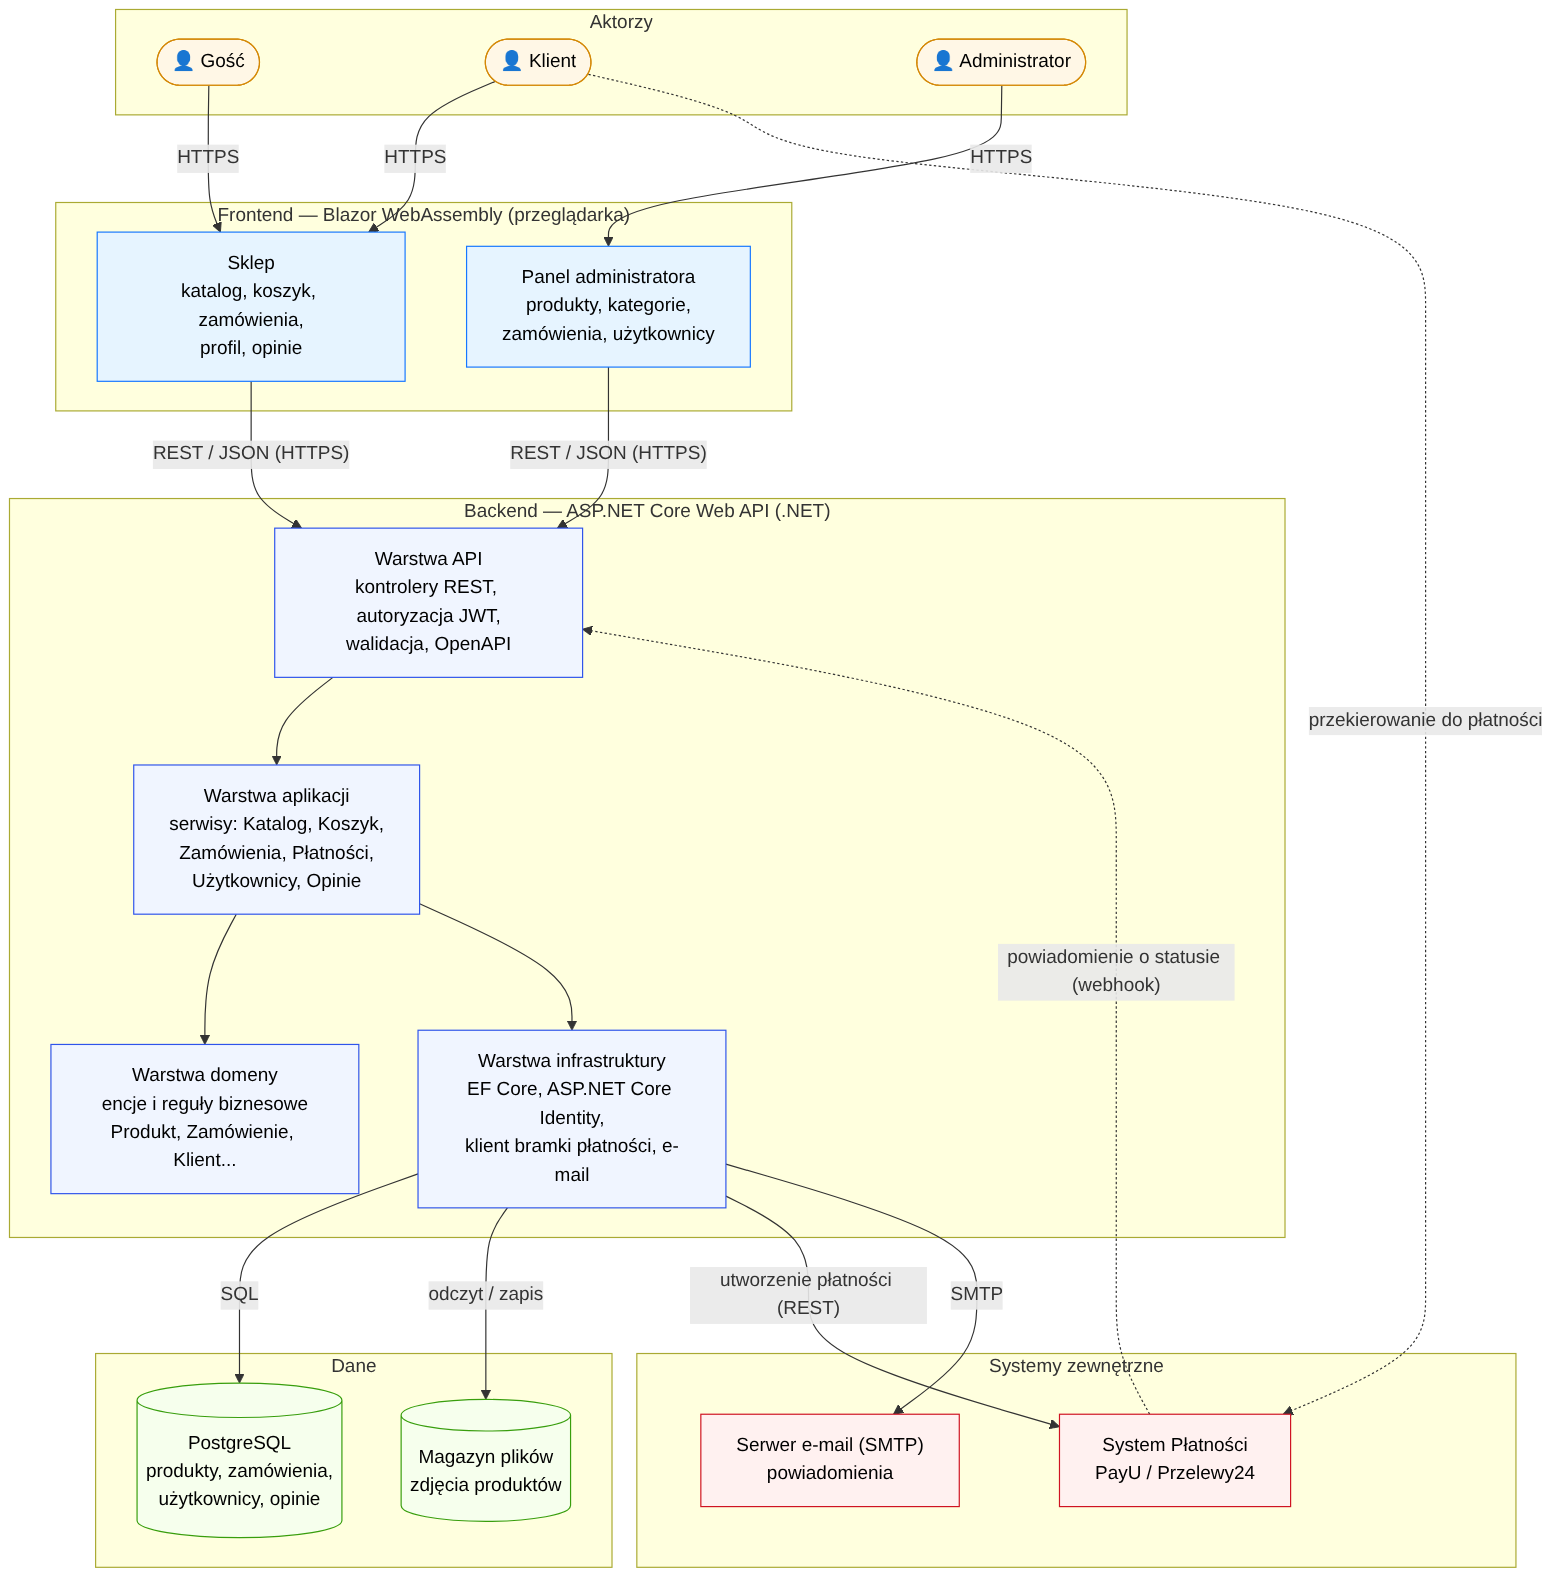 Aktorzy
👤 Gość
👤 Klient
👤 Administrator
HTTPS
HTTPS
HTTPS
Frontend — Blazor WebAssembly (przeglądarka)
Sklep
katalog, koszyk,
zamówienia,
profil, opinie
Panel administratora
produkty, kategorie,
zamówienia, użytkownicy
REST / JSON (HTTPS)
REST / JSON (HTTPS)
Backend — ASP.NET Core Web API (.NET)
Warstwa API
kontrolery REST,
autoryzacja JWT,
walidacja, OpenAPI
przekierowanie do płatności
Warstwa aplikacji
serwisy: Katalog, Koszyk,
Zamówienia, Płatności,
Użytkownicy, Opinie
powiadomienie o statusie
(webhook)
Warstwa domeny
encje i reguły biznesowe
Produkt, Zamówienie,
Klient...
Warstwa infrastruktury
EF Core, ASP.NET Core
Identity,
klient bramki płatności, e-
mail
SQL
odczyt / zapis
utworzenie płatności
(REST)
SMTP
Dane
PostgreSQL
produkty, zamówienia,
użytkownicy, opinie
Magazyn plików
zdjęcia produktów
Systemy zewnętrzne
Serwer e-mail (SMTP)
powiadomienia
System Płatności
PayU / Przelewy24